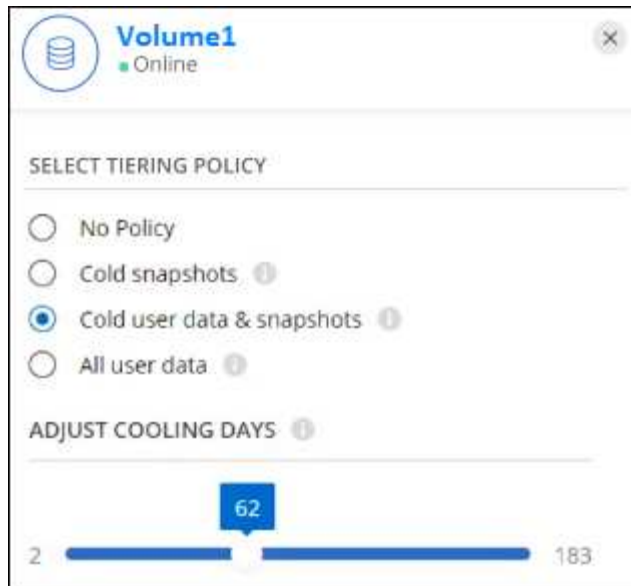 Volume1
Online
SELECT TIERING POLICY
No Policy
Cold snapshots
Cold user data & snapshots
All user data
ADJUST COOLING DAYS
62
2 183